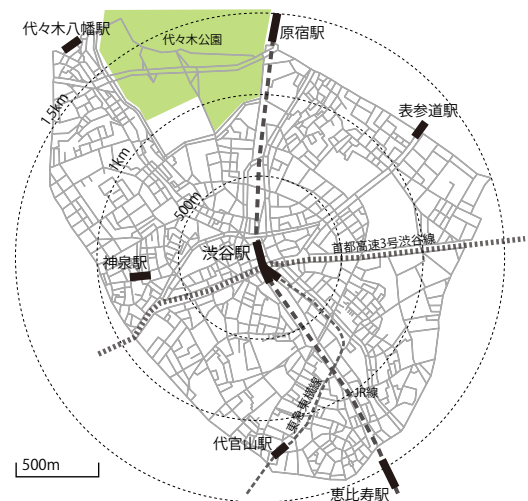 代々木八幡駅
原宿駅
代々木公園
表参道駅
1.5km
1km
500m
渋谷駅
首都高速3号渋谷線
神泉駅
JR線
東急東横線
代官山駅
500m
恵比寿駅